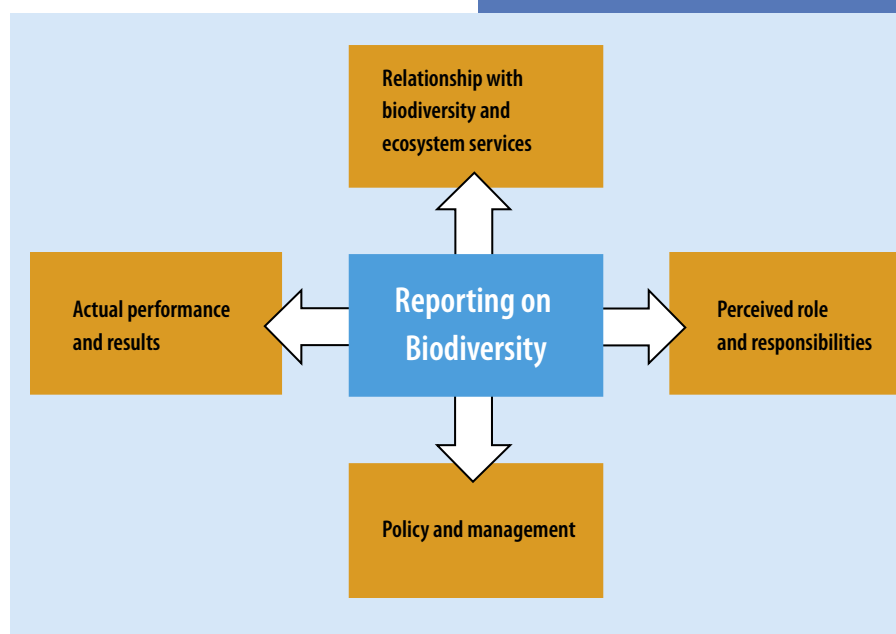 Relationship with
biodiversity and
ecosystem services
Actual performance
and results
Reporting on
Biodiversity
Perceived role
and responsibilities
Policy and management